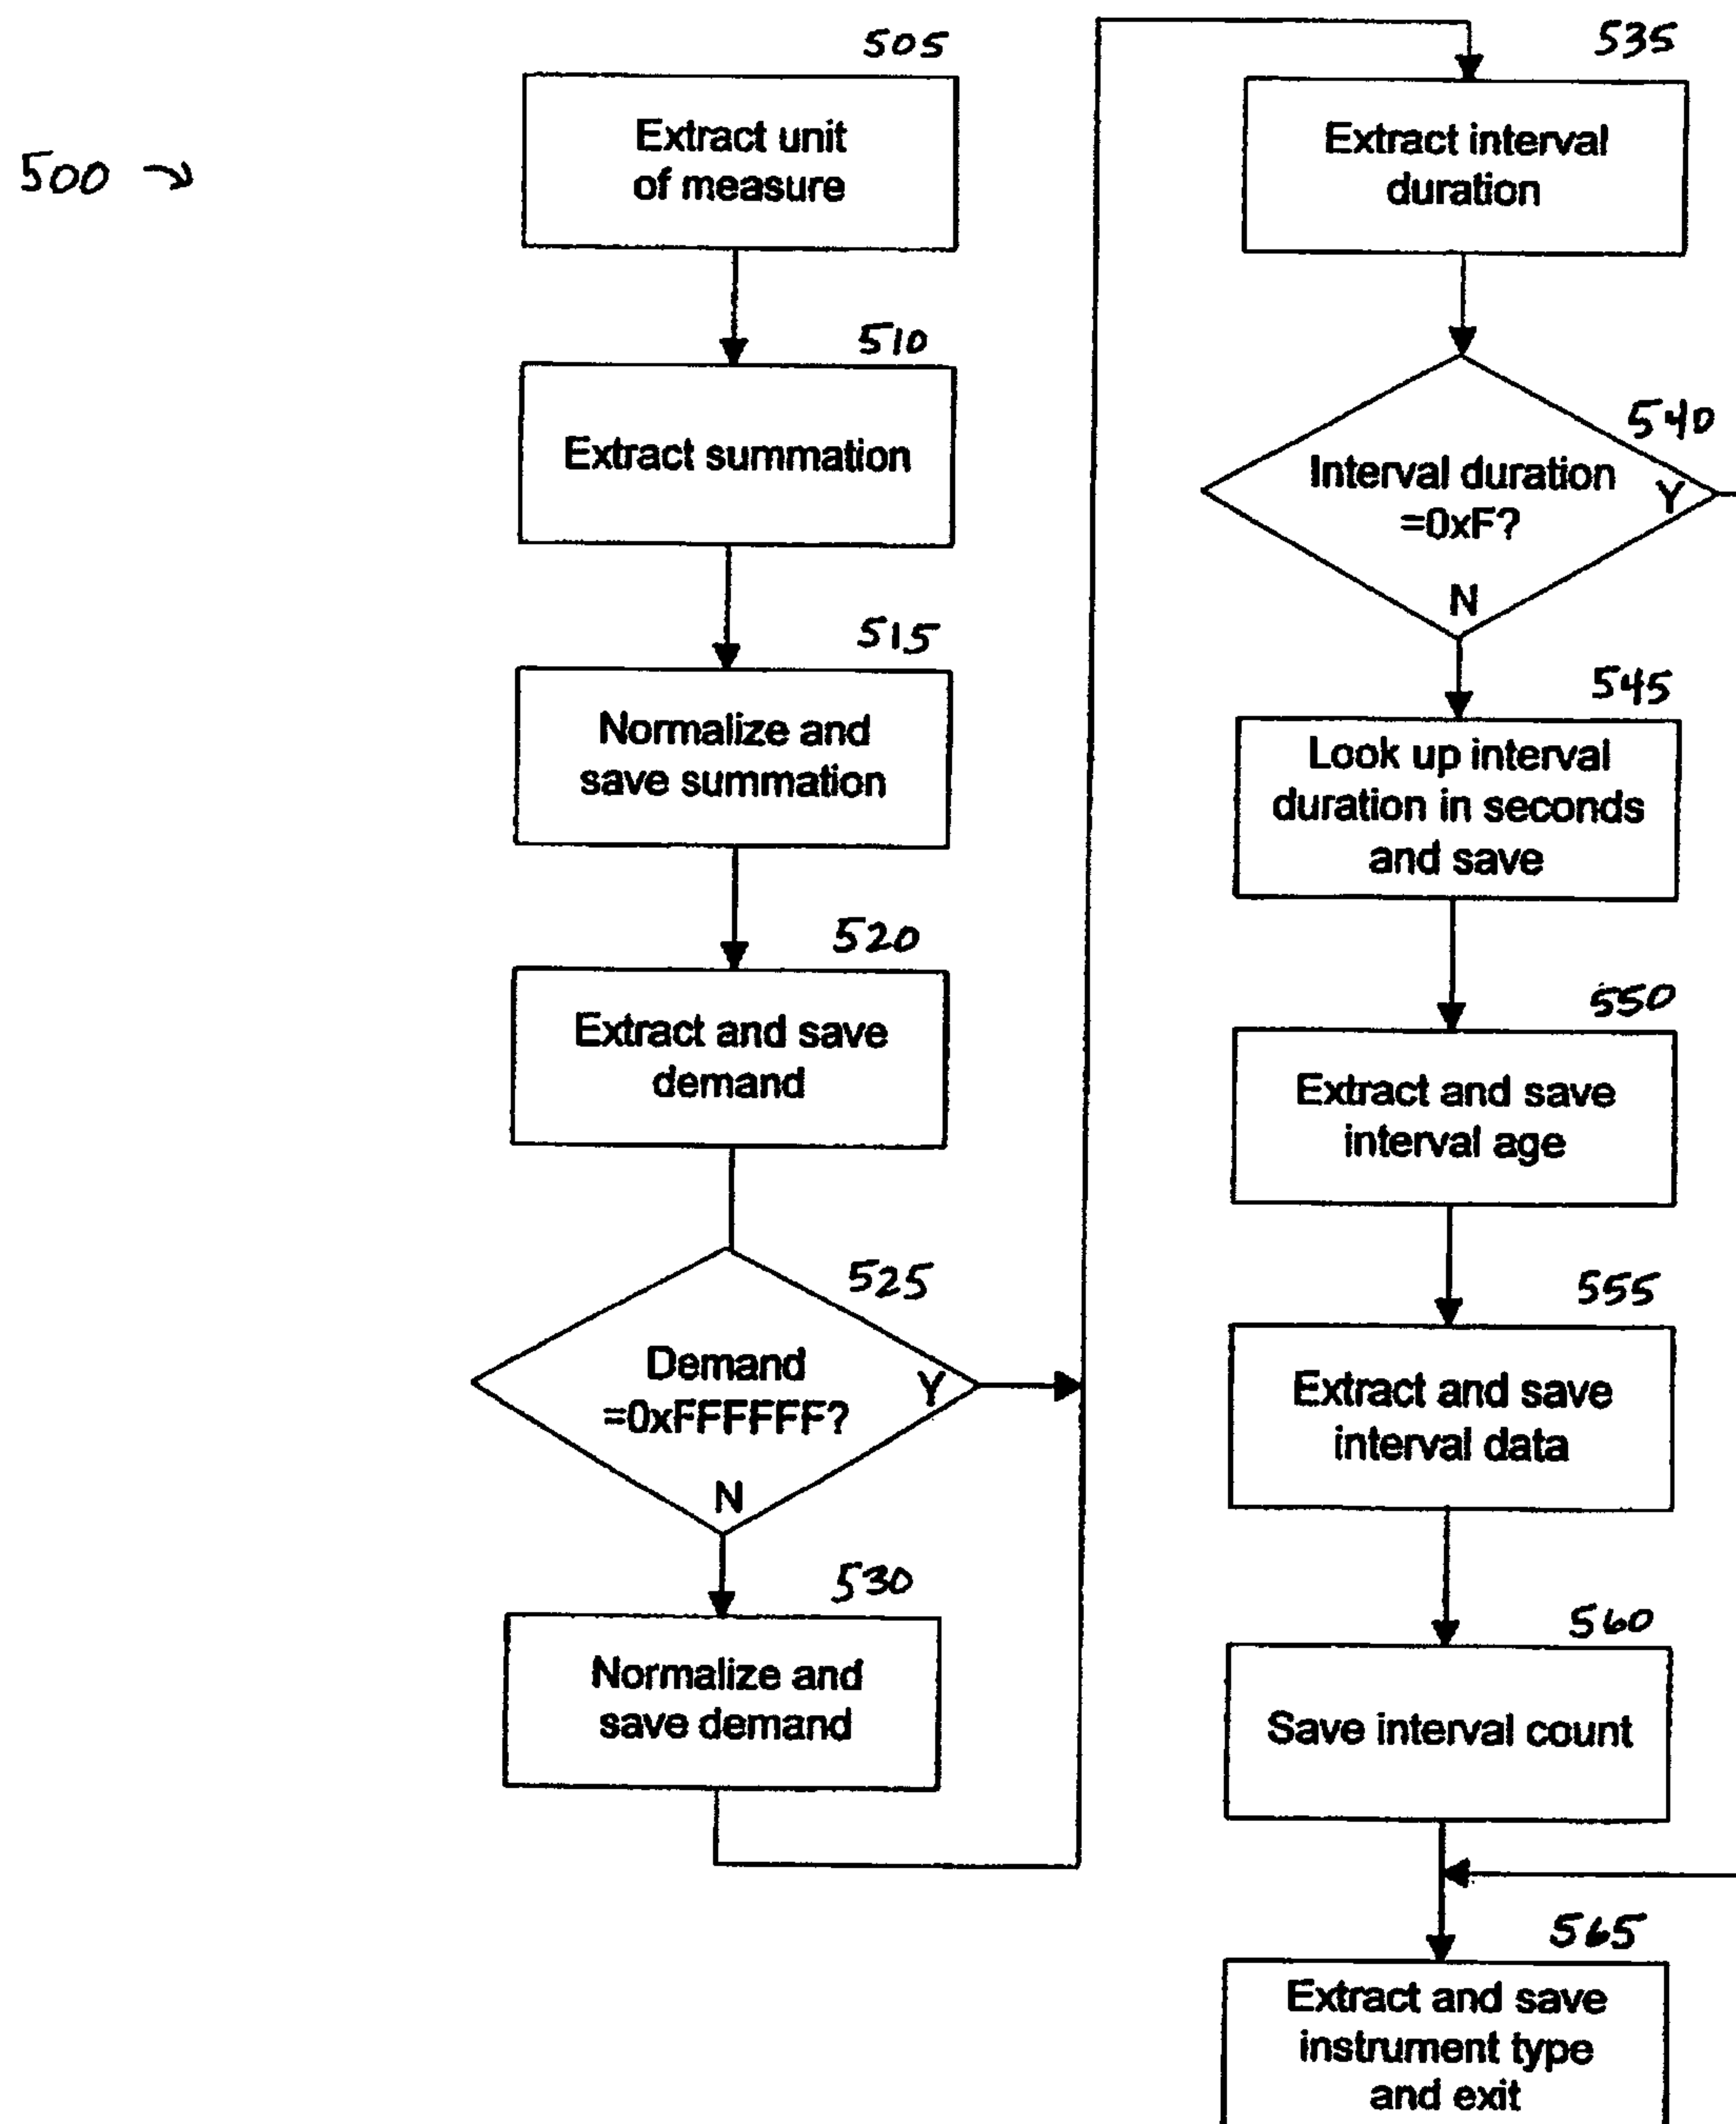 500
505
Extract unit
of measure
510
Extract summation
515
Normalize and
save summation
520
Extract and save
demand
525
Demand
=0xFFFFFF?
Y
N
530
Normalize and
save demand
535
Extract interval
duration
540
Interval duration
=0xF?
Y
N
545
Look up interval
duration in seconds
and save
550
Extract and save
interval age
555
Extract and save
interval data
560
Save interval count
565
Extract and save
instrument type
and exit